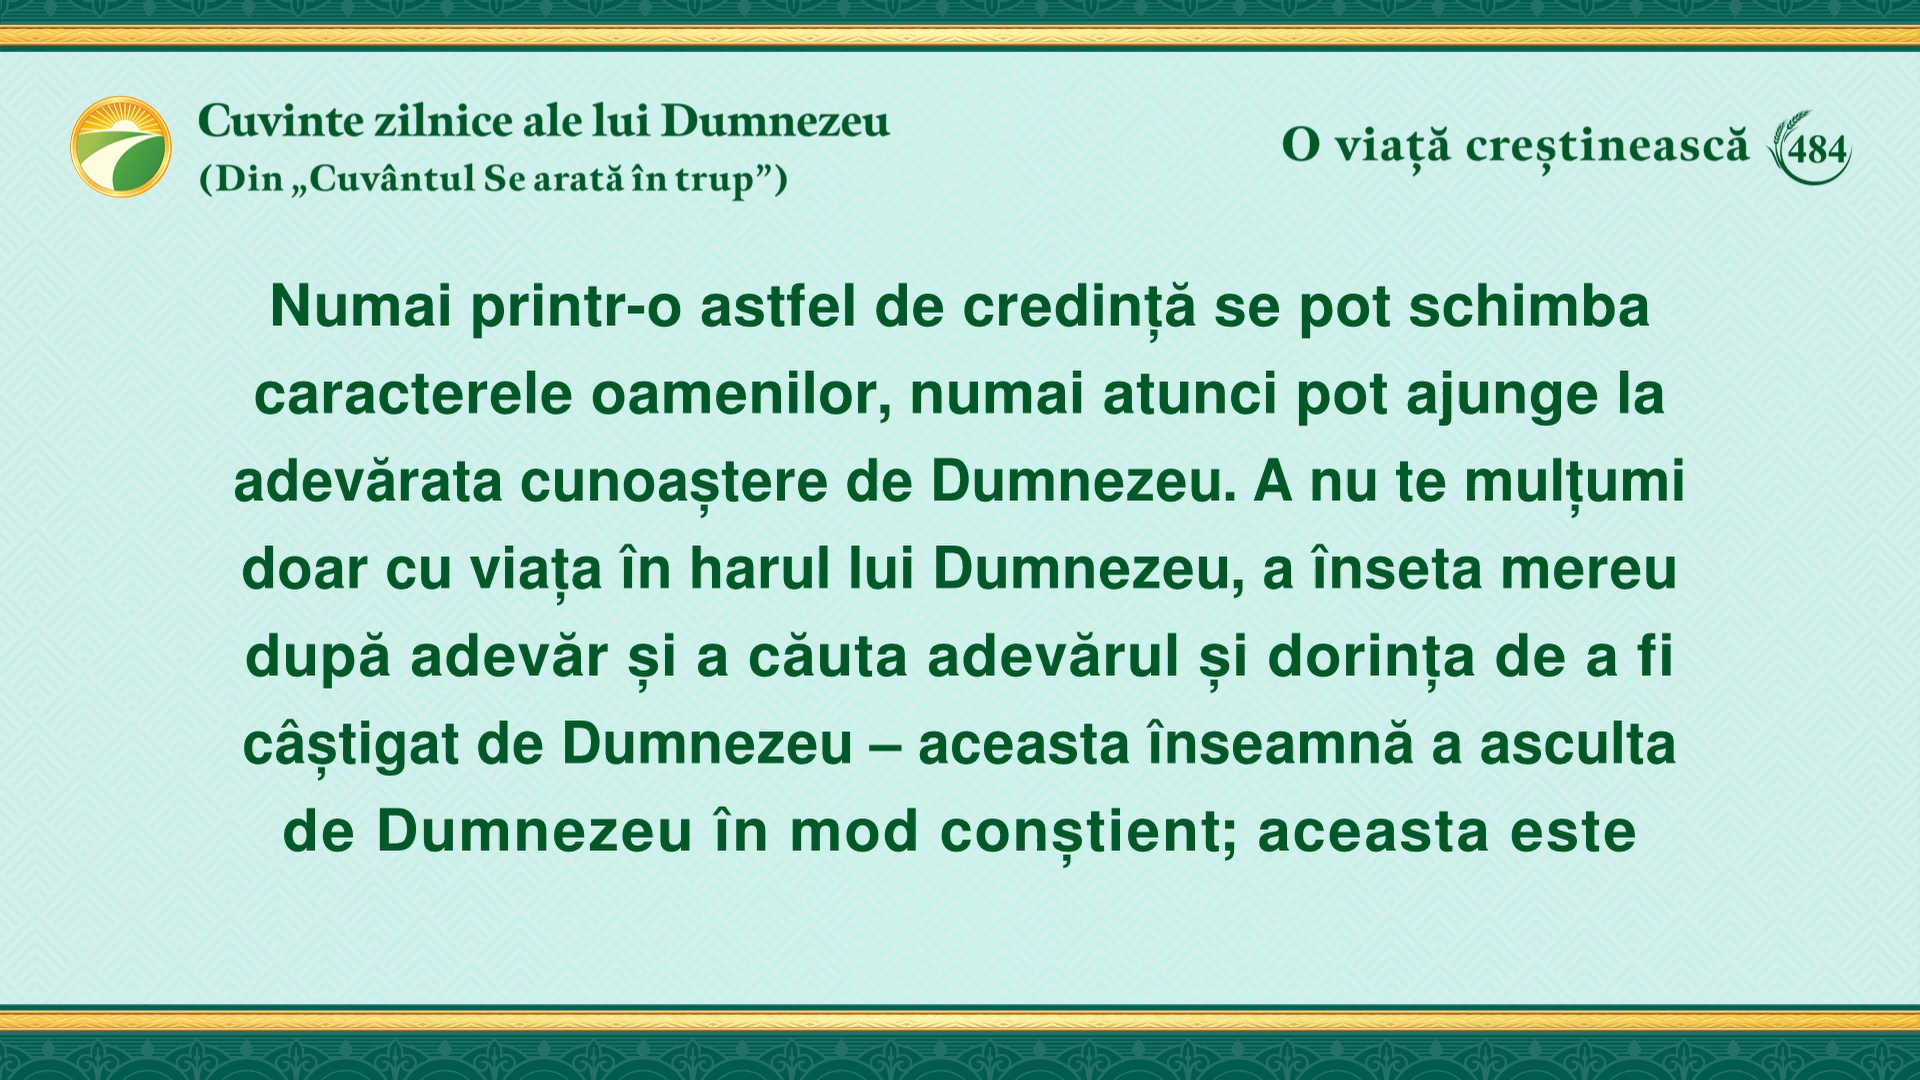 Cuvinte zilnice ale lui Dumnezeu
(Din „Cuvântul Se arată în trup”)
O viață creștinească 484
Numai printr-o astfel de credință se pot schimba
caracterele oamenilor, numai atunci pot ajunge la
adevărata cunoaștere de Dumnezeu. A nu te mulțumi
doar cu viața în harul lui Dumnezeu, a înseta mereu
după adevăr și a căuta adevărul și dorința de a fi
câștigat de Dumnezeu – aceasta înseamnă a asculta
de Dumnezeu în mod conștient; aceasta este